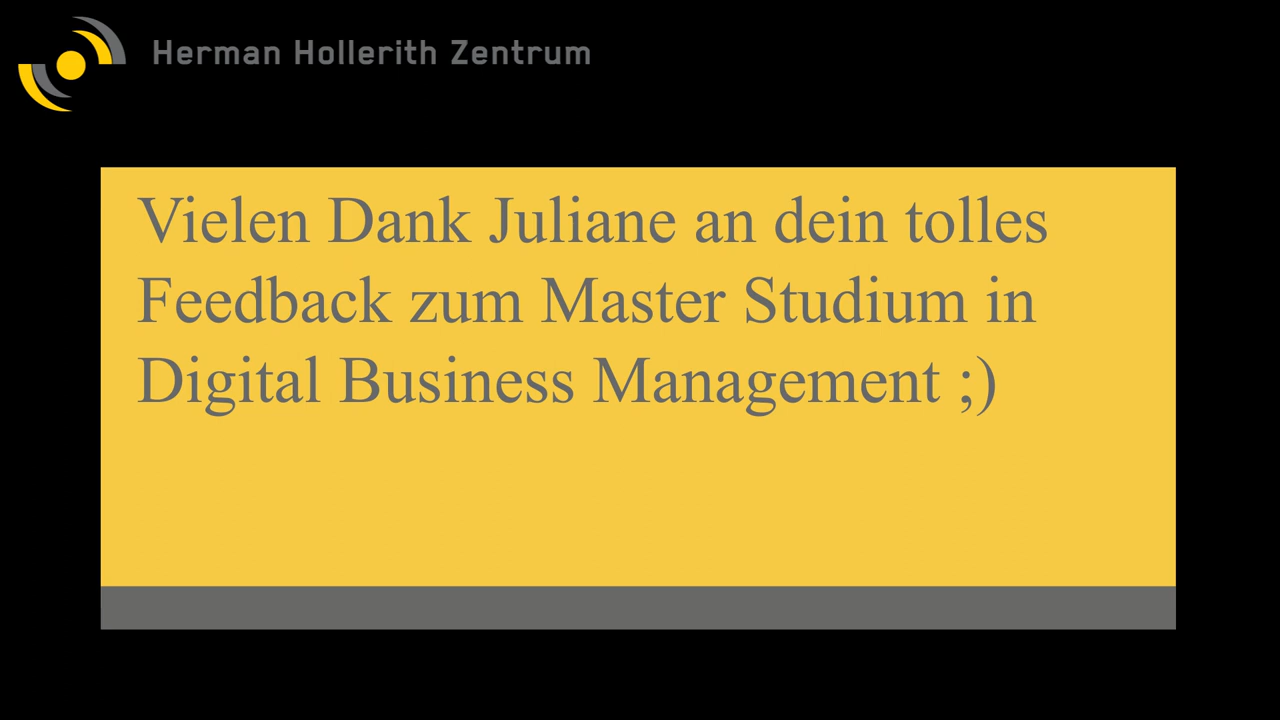 Herman Hollerith Zentrum
Vielen Dank Juliane an dein tolles
Feedback zum Master Studium in
Digital Business Management ;)